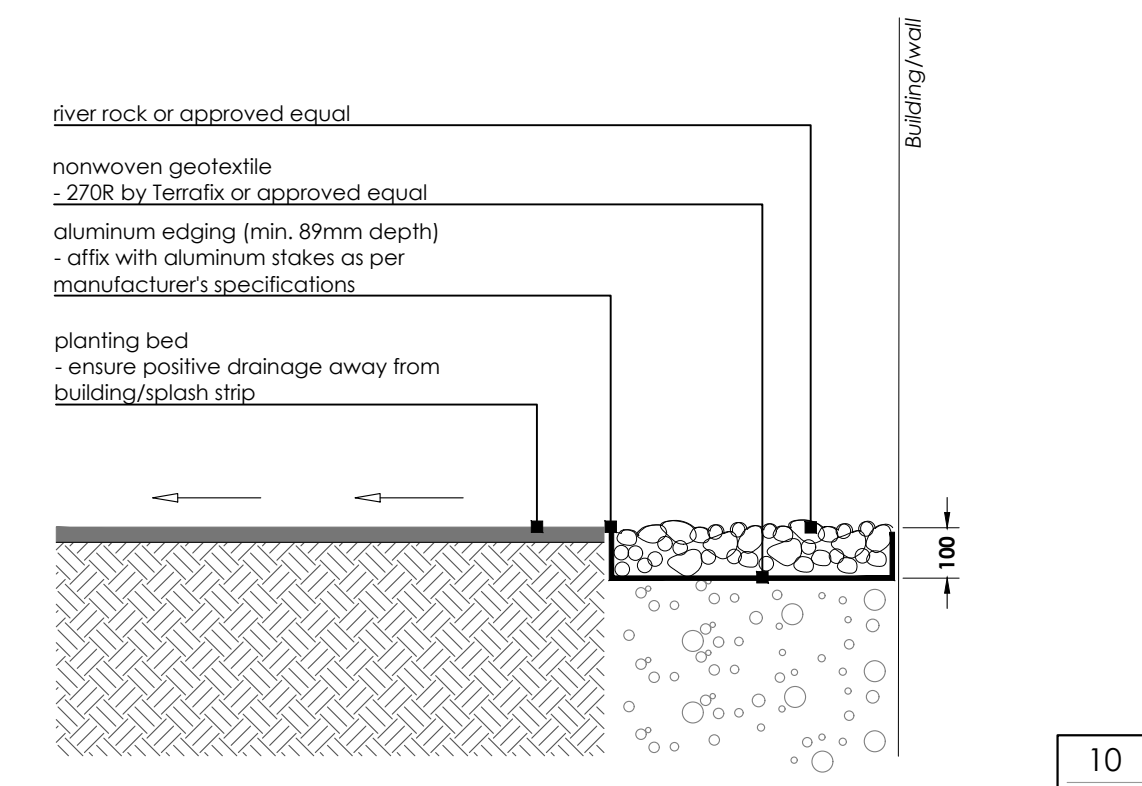 Building/wall
river rock or approved equal
nonwoven geotextile
- 270R by Terrafix or approved equal
aluminum edging (min. 89mm depth)
- affix with aluminum stakes as per
manufacturer's specifications
planting bed
- ensure positive drainage away from
building/splash strip
100
10